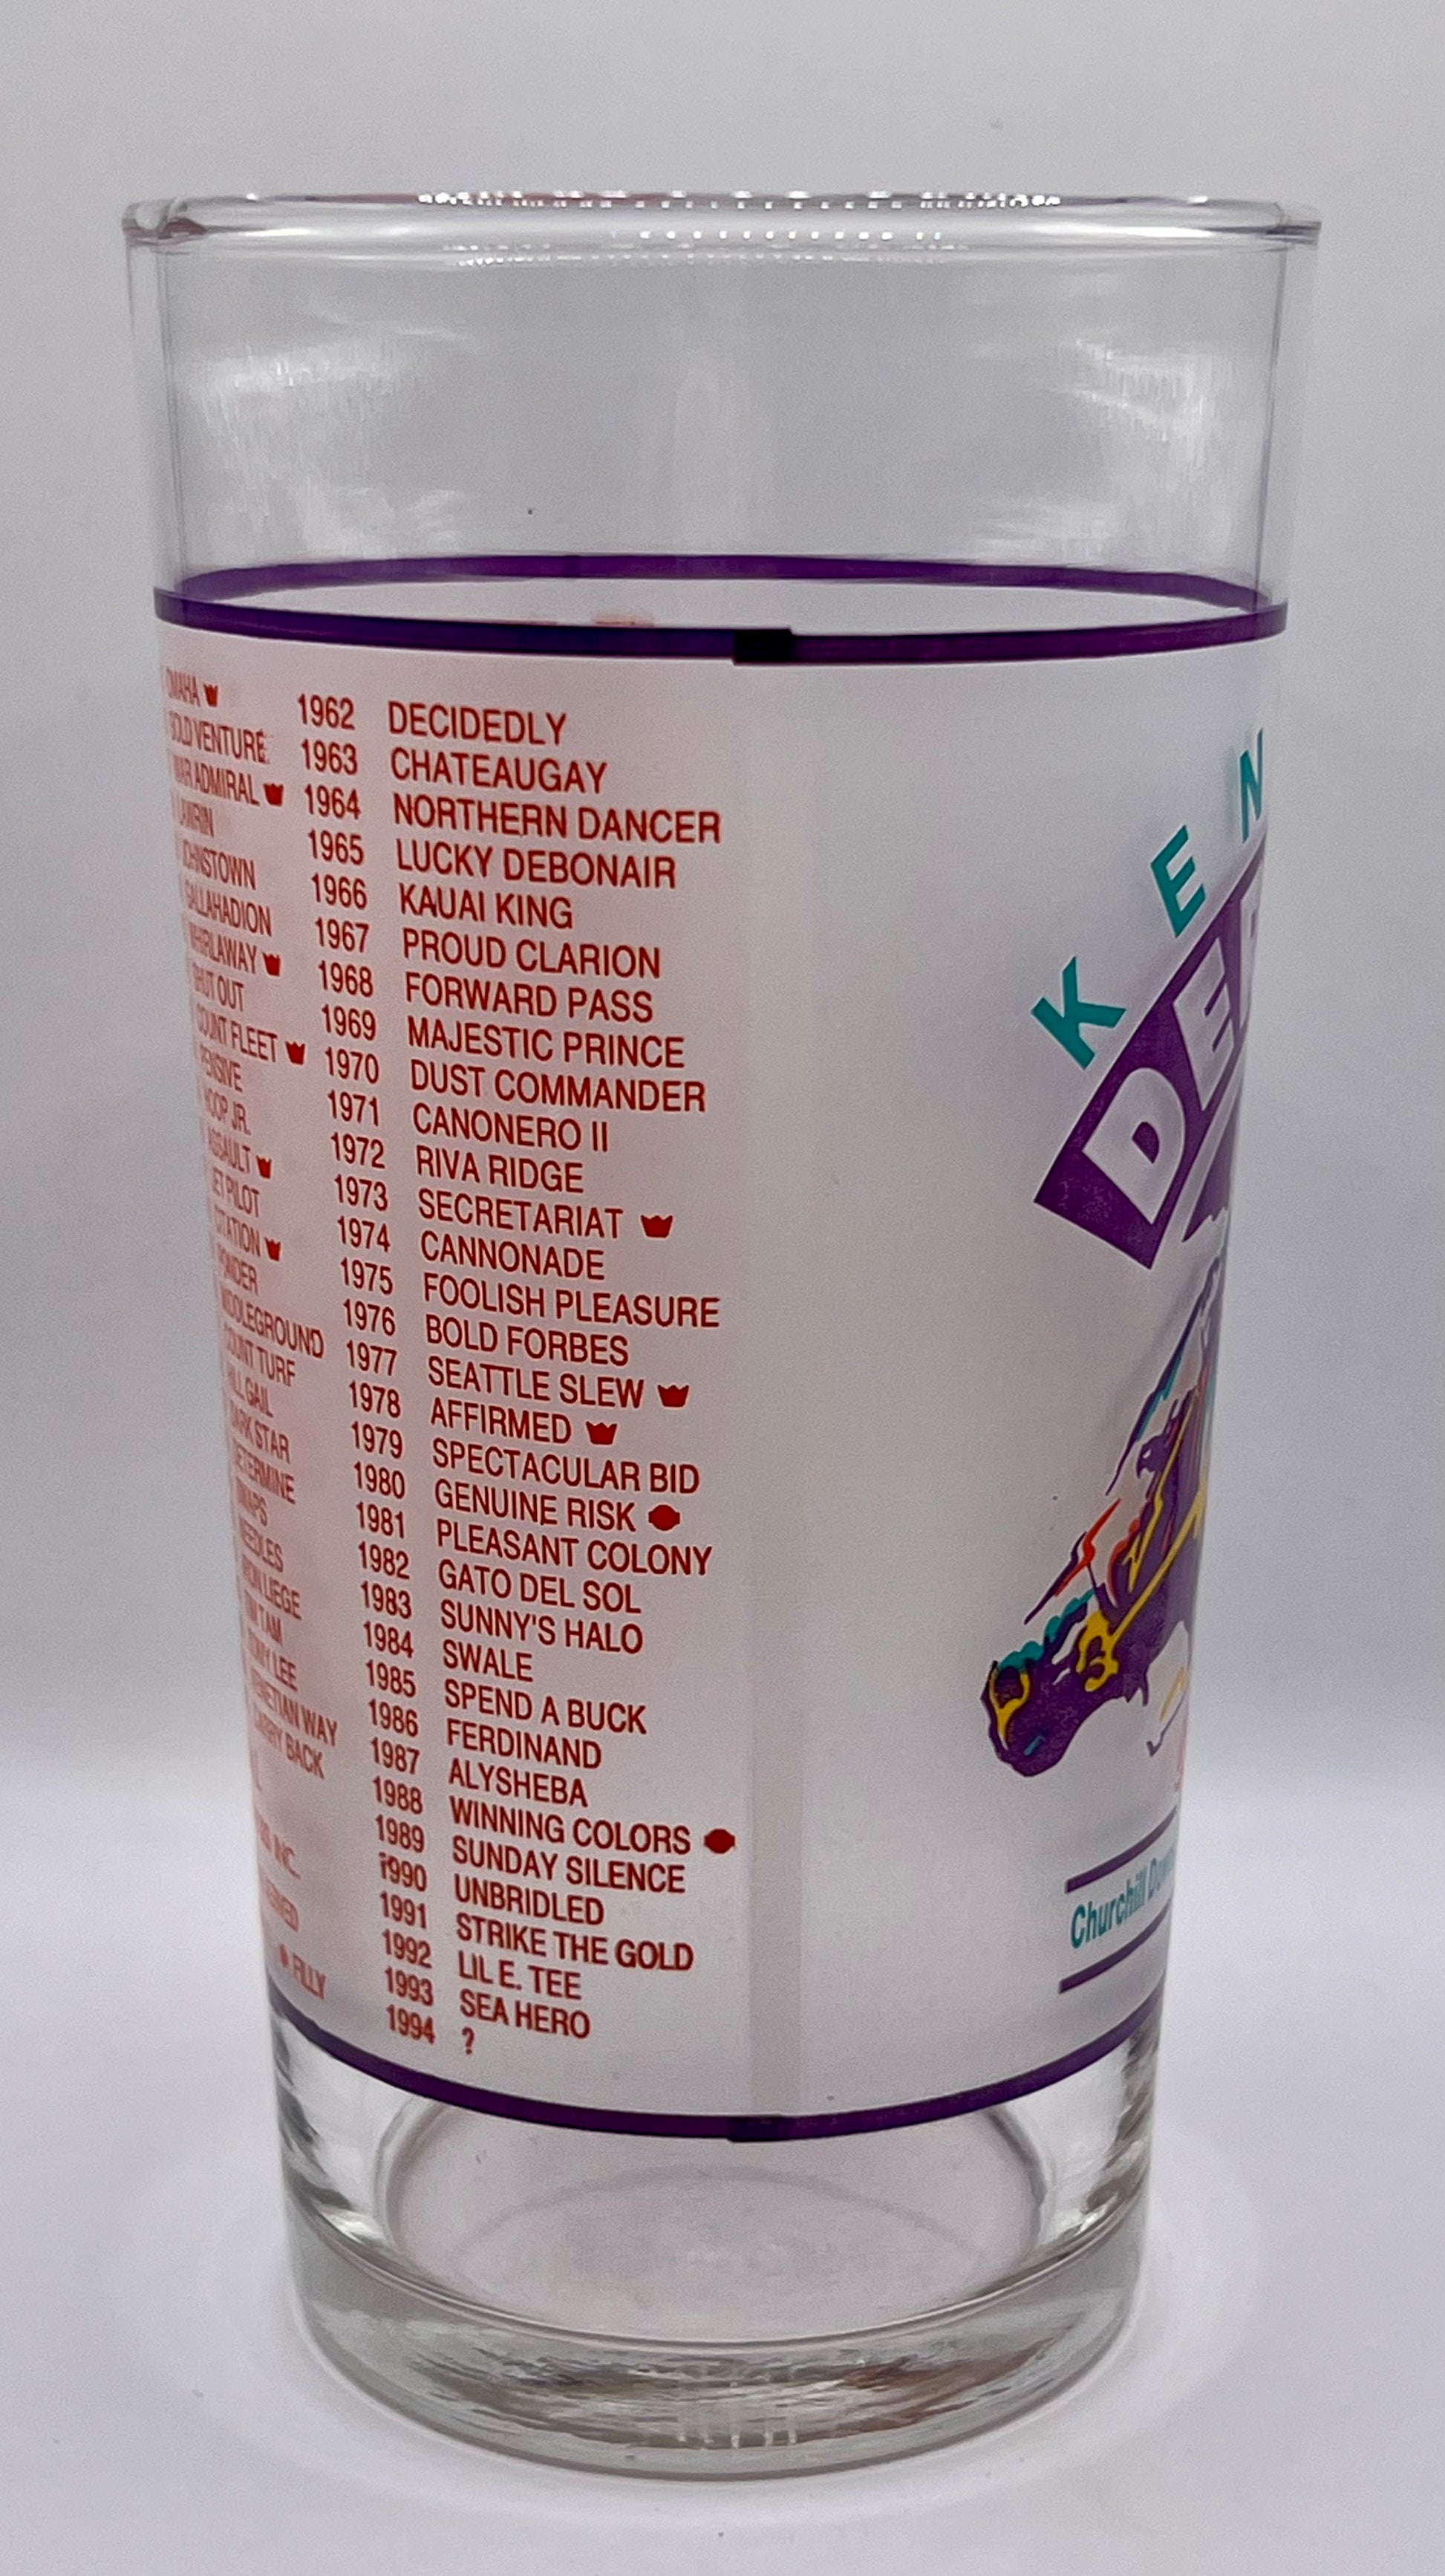 OMAHA
BOLD VENTURE
WAR ADMIRAL
LAWRIN
JOHNSTOWN
GALLAHADION
WHIRLAWAY
SHUT OUT
COUNT FLEET
PENSIVE
HOOP JR.
ASSAULT
JET PILOT
CITATION
PONDER
MIDDLEGROUND
COUNT TURF
HILL GAIL
DARK STAR
DETERMINE
SWAPS
NEEDLES
IRON LIEGE
TIM TAM
TOMY LEE
VENETIAN WAY
CARRY BACK
INC.
FILLY
1962 DECIDEDLY
1963 CHATEAUGAY
1964 NORTHERN DANCER
1965 LUCKY DEBONAIR
1966 KAUAI KING
1967 PROUD CLARION
1968 FORWARD PASS
1969 MAJESTIC PRINCE
1970 DUST COMMANDER
1971 CANONERO II
1972 RIVA RIDGE
1973 SECRETARIAT
1974 CANNONADE
1975 FOOLISH PLEASURE
1976 BOLD FORBES
1977 SEATTLE SLEW
1978 AFFIRMED
1979 SPECTACULAR BID
1980 GENUINE RISK
1981 PLEASANT COLONY
1982 GATO DEL SOL
1983 SUNNY'S HALO
1984 SWALE
1985 SPEND A BUCK
1986 FERDINAND
1987 ALYSHEBA
1988 WINNING COLORS
1989 SUNDAY SILENCE
1990 UNBRIDLED
1991 STRIKE THE GOLD
1992 LIL E. TEE
1993 SEA HERO
1994 ?
KEN
DE
Churchill